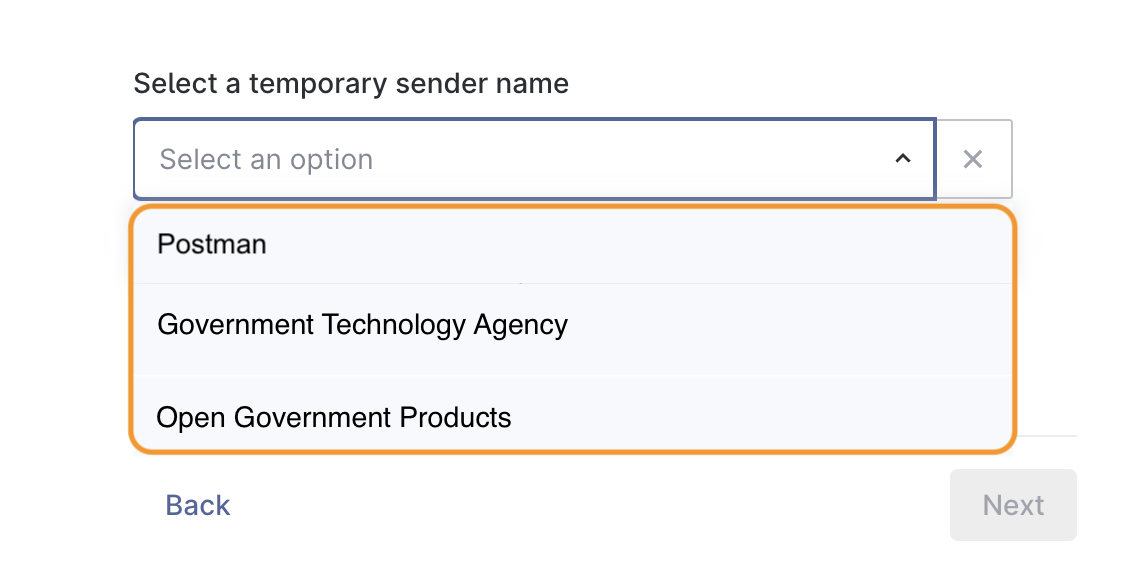 Select a temporary sender name
Select an option
Postman
Government Technology Agency
Open Government Products
Back
Next